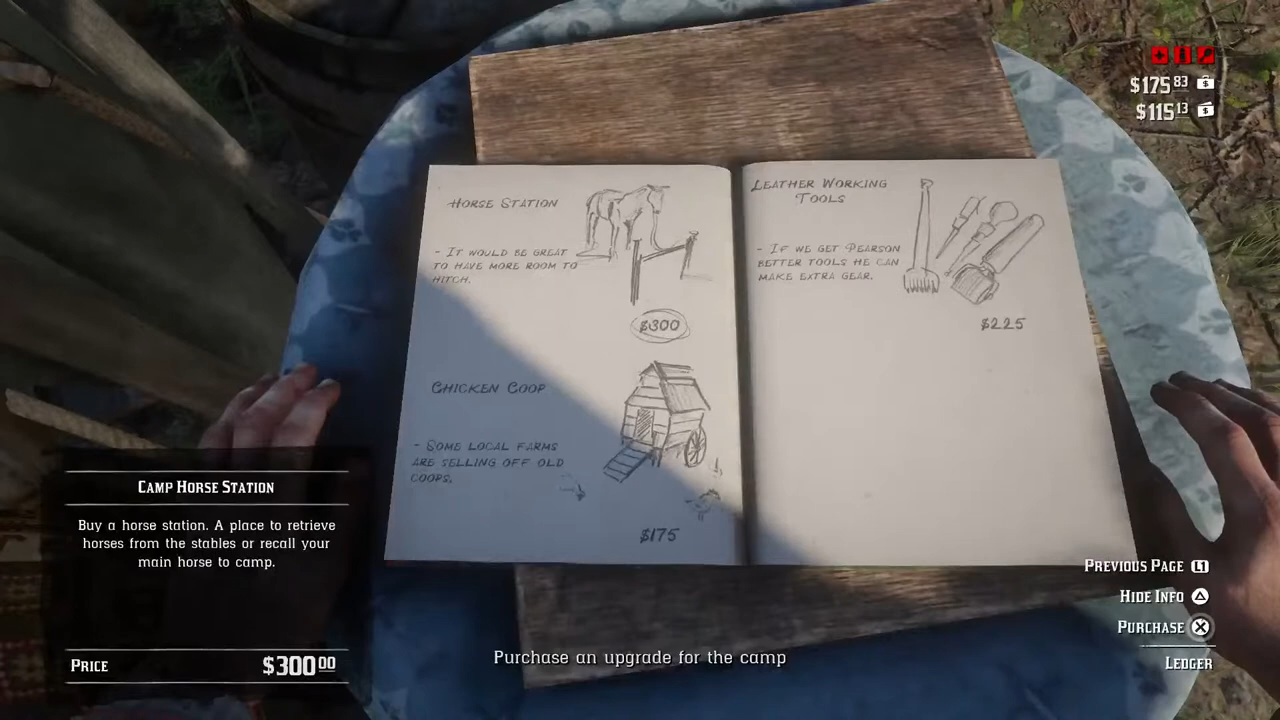 $175 83
$115 13
Horse Station
- It would be great
to have more room to
hitch.
$300
Chicken Coop
- Some local farms
are selling off old
coops.
$175
Leather Working
Tools
- If we get Pearson
better tools he can
make extra gear.
$225
Camp Horse Station
Buy a horse station. A place to retrieve
horses from the stables or recall your
main horse to camp.
Price $300 00
Purchase an upgrade for the camp
Previous Page L1
Hide Info
Purchase
Ledger